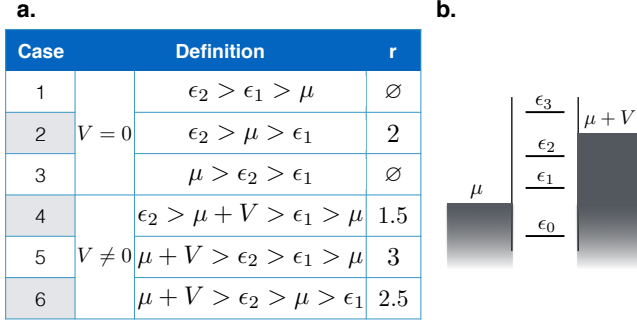 a.
Case Definition r
1 ϵ₂ > ϵ₁ > μ ∅
2 V = 0 ϵ₂ > μ > ϵ₁ 2
3 μ > ϵ₂ > ϵ₁ ∅
4 ϵ₂ > μ + V > ϵ₁ > μ 1.5
5 V ≠ 0 μ + V > ϵ₂ > ϵ₁ > μ 3
6 μ + V > ϵ₂ > μ > ϵ₁ 2.5
b.
ϵ₃
μ + V
ϵ₂
ϵ₁
μ
ϵ₀